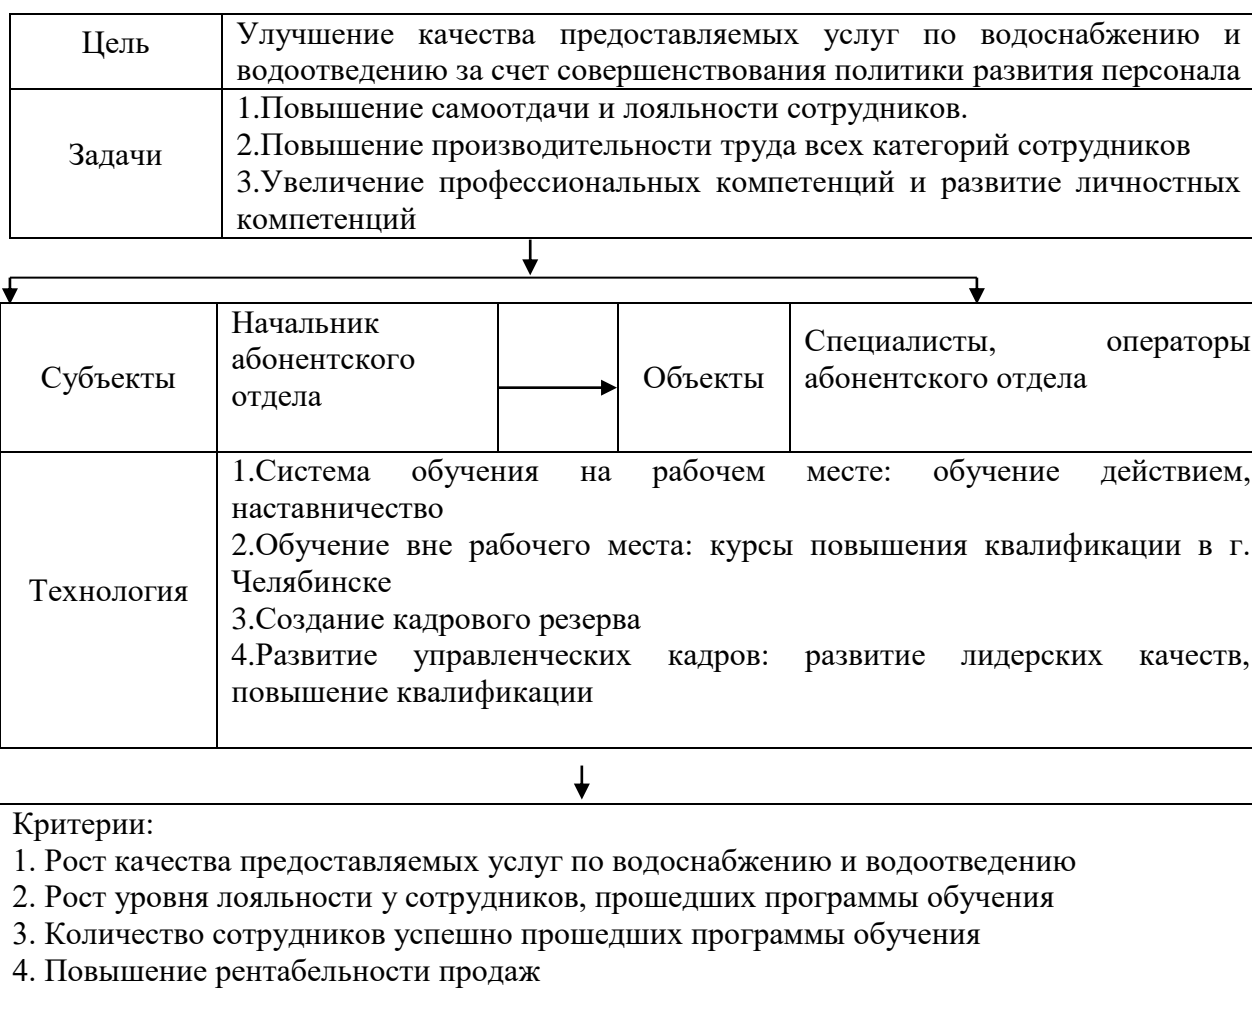 Цель
Улучшение качества предоставляемых услуг по водоснабжению и
водоотведению за счет совершенствования политики развития персонала
Задачи
1.Повышение самоотдачи и лояльности сотрудников.
2.Повышение производительности труда всех категорий сотрудников
3.Увеличение профессиональных компетенций и развитие личностных
компетенций
Субъекты
Начальник
абонентского
отдела
Объекты
Специалисты, операторы
абонентского отдела
Технология
1.Система обучения на рабочем месте: обучение действием,
наставничество
2.Обучение вне рабочего места: курсы повышения квалификации в г.
Челябинске
3.Создание кадрового резерва
4.Развитие управленческих кадров: развитие лидерских качеств,
повышение квалификации
Критерии:
1. Рост качества предоставляемых услуг по водоснабжению и водоотведению
2. Рост уровня лояльности у сотрудников, прошедших программы обучения
3. Количество сотрудников успешно прошедших программы обучения
4. Повышение рентабельности продаж